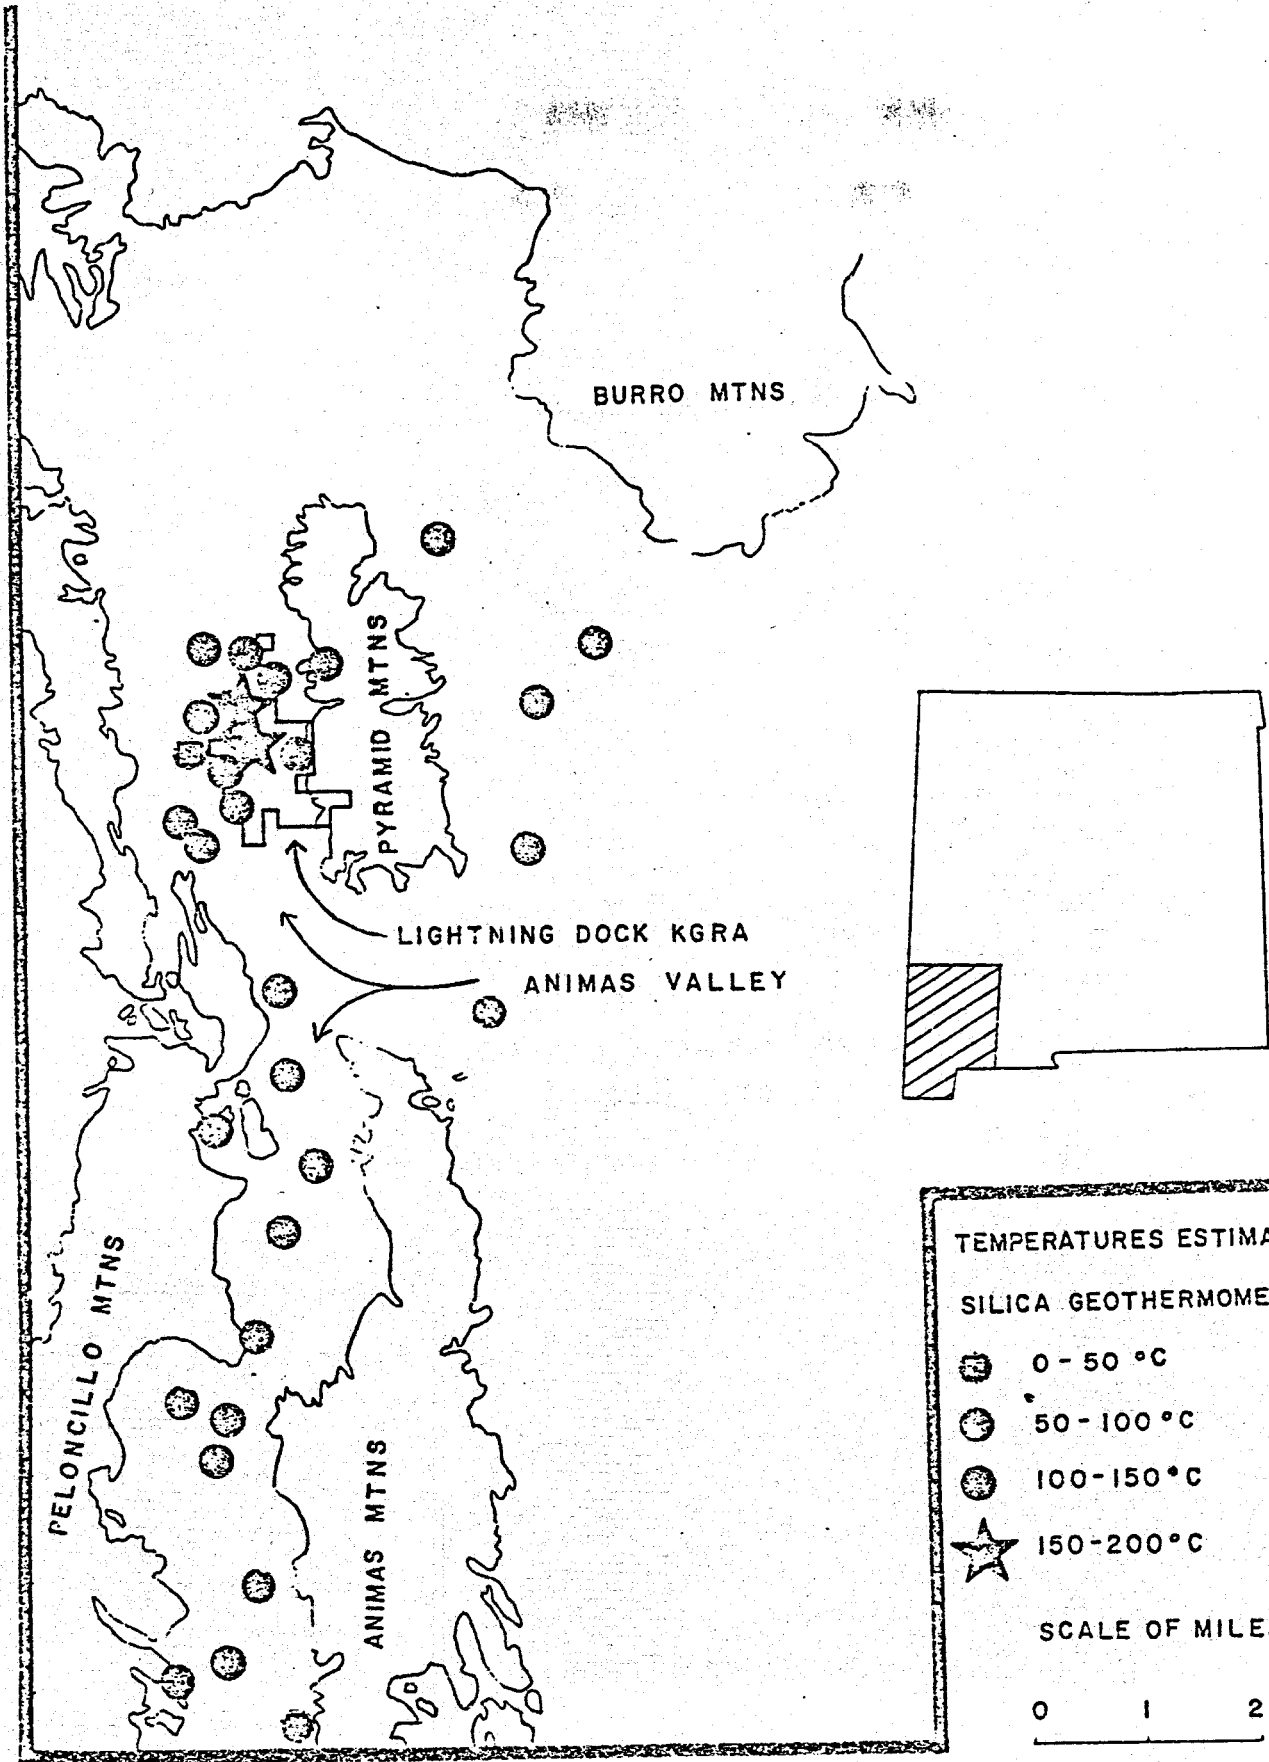 BURRO MTNS
PYRAMID MTNS
LIGHTNING DOCK KGRA
ANIMAS VALLEY
PELONCILLO MTNS
ANIMAS MTNS
TEMPERATURES ESTIMA
SILICA GEOTHERMOME
0-50 °C
50-100 °C
100-150 °C
150-200 °C
SCALE OF MILE
0 1 2